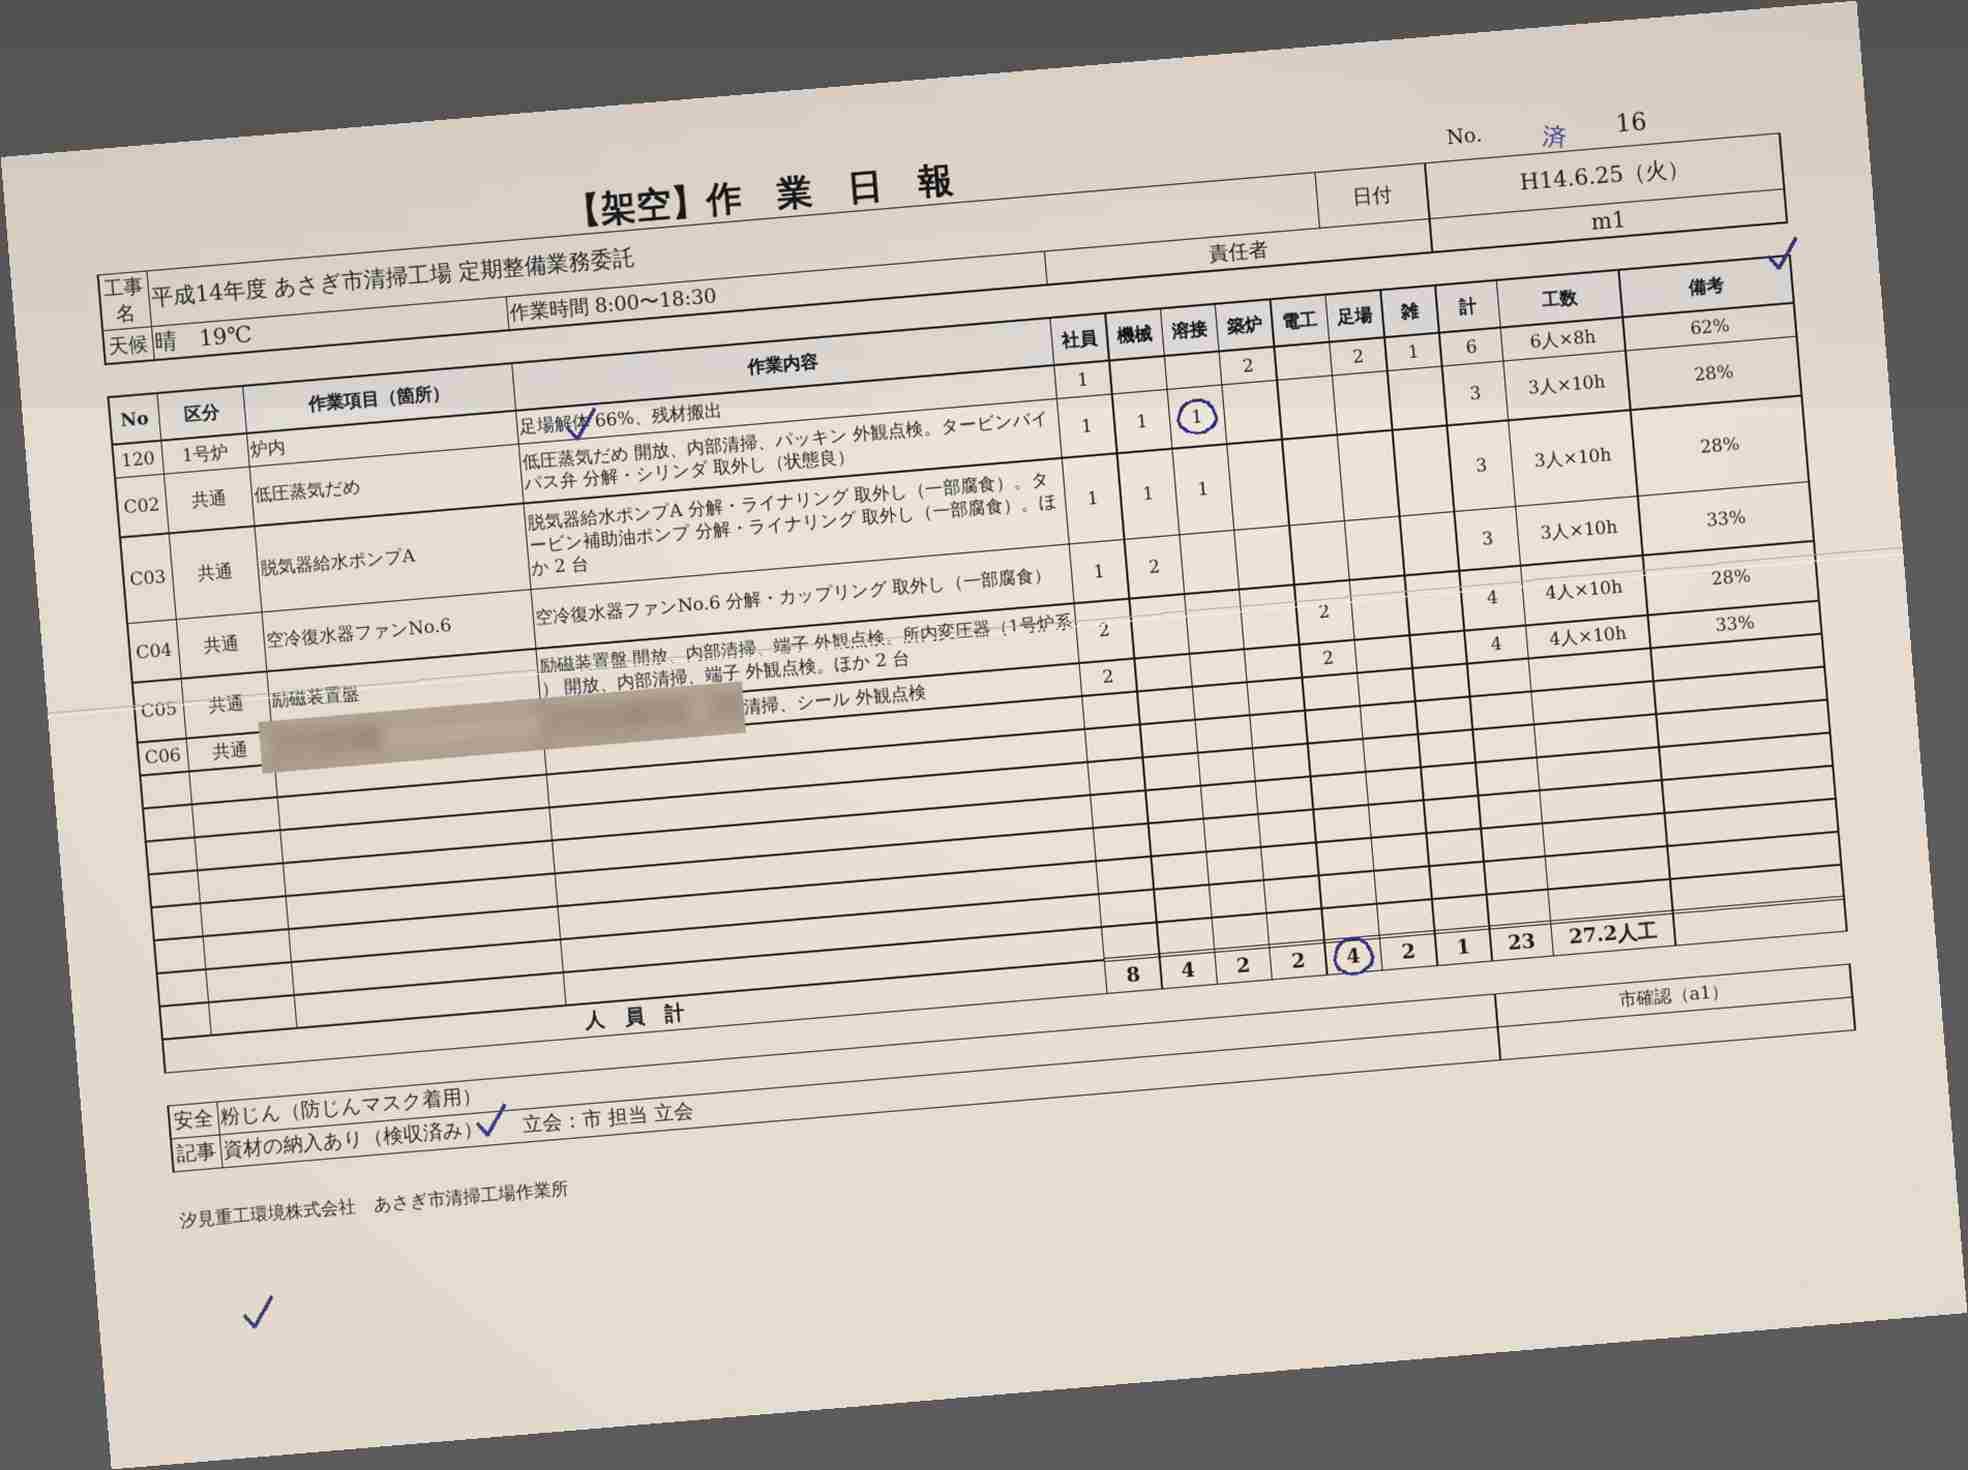 No. 済 16
【架空】作 業 日 報
工事名 平成14年度 あさぎ市清掃工場 定期整備業務委託 日付 H14.6.25（火）
天候 晴 19℃ 作業時間 8:00〜18:30 責任者 m1
No 区分 作業項目（箇所） 作業内容 社員 機械 溶接 築炉 電工 足場 雑 計 工数 備考
120 1号炉 炉内 足場解体 66%、残材搬出 1 2 2 1 6 6人×8h 62%
C02 共通 低圧蒸気だめ 低圧蒸気だめ 開放、内部清掃、パッキン 外観点検。タービンバイ
パス弁 分解・シリンダ 取外し（状態良） 1 1 1 3 3人×10h 28%
C03 共通 脱気器給水ポンプA 脱気器給水ポンプA 分解・ライナリング 取外し（一部腐食）。タ
ービン補助油ポンプ 分解・ライナリング 取外し（一部腐食）。ほ
か 2 台 1 1 1 3 3人×10h 28%
C04 共通 空冷復水器ファンNo.6 空冷復水器ファンNo.6 分解・カップリング 取外し（一部腐食） 1 2 3 3人×10h 33%
C05 共通 励磁装置盤 励磁装置盤 開放、内部清掃、端子 外観点検。所内変圧器（1号炉系
） 開放、内部清掃、端子 外観点検。ほか 2 台 2 2 4 4人×10h 28%
C06 共通 清掃、シール 外観点検 2 2 4 4人×10h 33%
人 員 計 8 4 2 2 4 2 1 23 27.2人工
市確認（a1）
安全 粉じん（防じんマスク着用）
記事 資材の納入あり（検収済み） 立会：市 担当 立会
汐見重工環境株式会社 あさぎ市清掃工場作業所